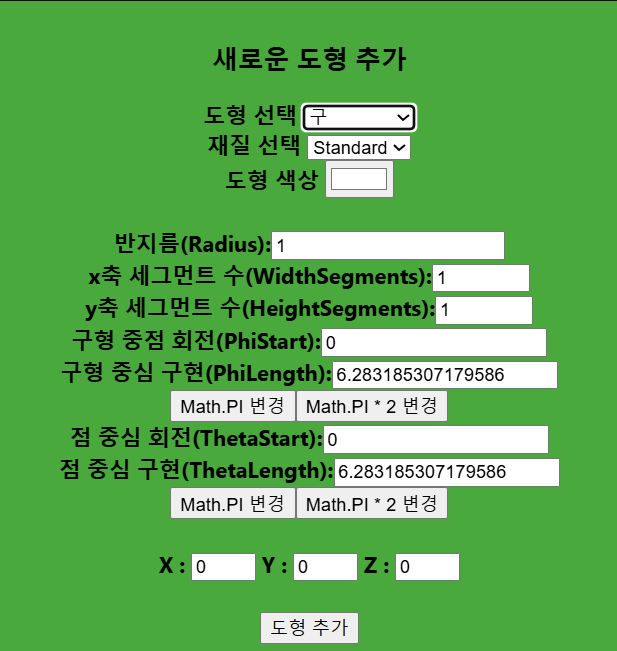 새로운 도형 추가
도형 선택 구
재질 선택 Standard
도형 색상
반지름(Radius): 1
x축 세그먼트 수(WidthSegments): 1
y축 세그먼트 수(HeightSegments): 1
구형 중점 회전(PhiStart): 0
구형 중심 구현(PhiLength): 6.283185307179586
Math.PI 변경 Math.PI * 2 변경
점 중심 회전(ThetaStart): 0
점 중심 구현(ThetaLength): 6.283185307179586
Math.PI 변경 Math.PI * 2 변경
X : 0 Y : 0 Z : 0
도형 추가